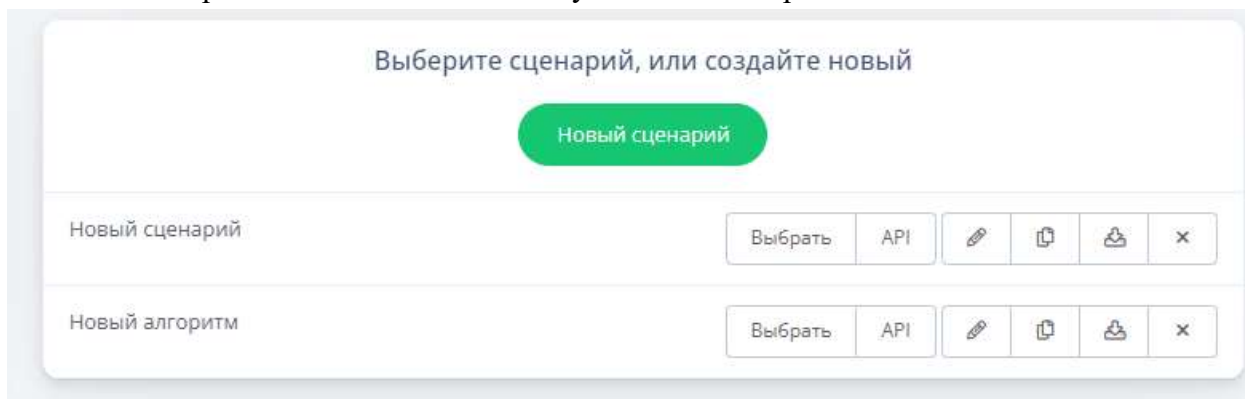 Выберите сценарий, или создайте новый
Новый сценарий
Новый сценарий Выбрать API
Новый алгоритм Выбрать API